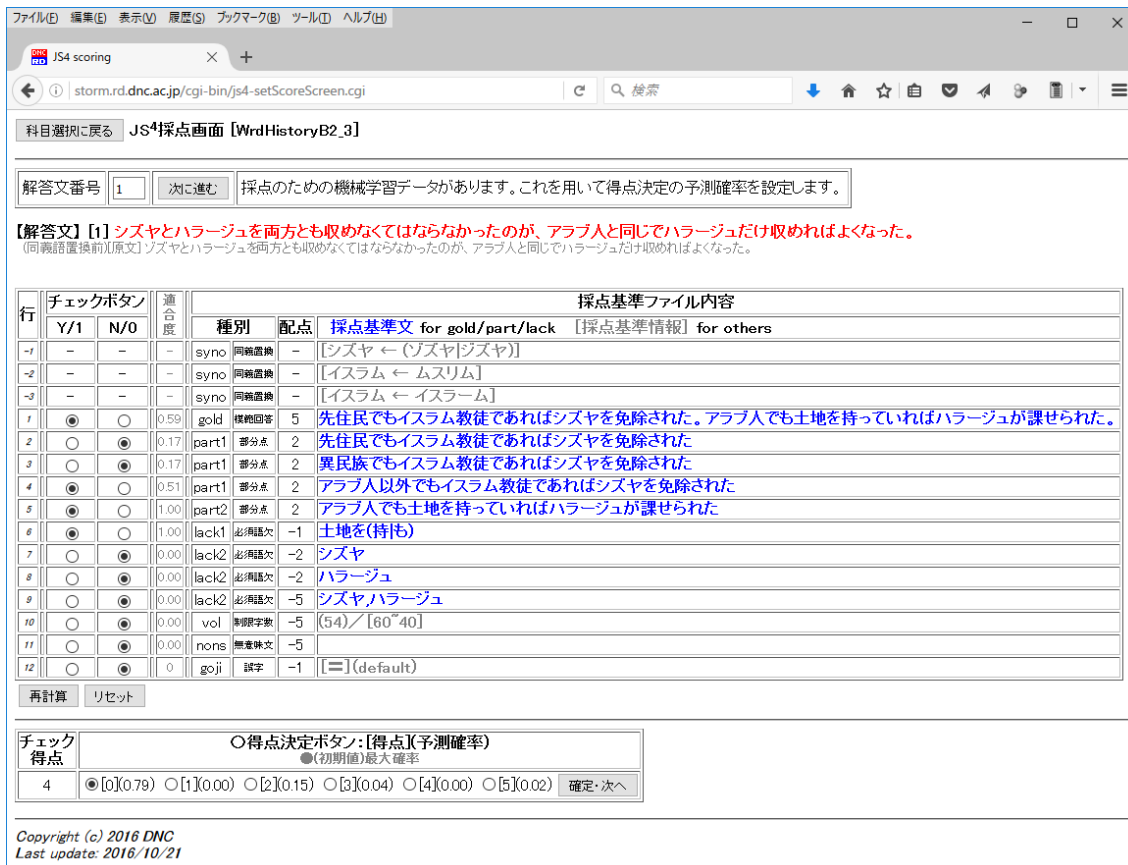 ファイル(F) 編集(E) 表示(V) 履歴(S) ブックマーク(B) ツール(T) ヘルプ(H)
DNC RD JS4 scoring
storm.rd.dnc.ac.jp/cgi-bin/js4-setScoreScreen.cgi 検索
科目選択に戻る JS⁴採点画面 [WrdHistoryB2_3]
解答文番号 1 次に進む 採点のための機械学習データがあります。これを用いて得点決定の予測確率を設定します。
【解答文】 [1] シズヤとハラージュを両方とも収めなくてはならなかったのが、アラブ人と同じでハラージュだけ収めればよくなった。
(同義語置換前)[原文] ゾズヤとハラージュを両方とも収めなくてはならなかったのが、アラブ人と同じでハラージュだけ収めればよくなった。
行 チェックボタン 適合度 採点基準ファイル内容
Y/1 N/0 種別 配点 採点基準文 for gold/part/lack [採点基準情報] for others
-1 − − − syno 同義置換 − [シズヤ ← (ゾズヤ|ジズヤ)]
-2 − − − syno 同義置換 − [イスラム ← ムスリム]
-3 − − − syno 同義置換 − [イスラム ← イスラーム]
1 0.59 gold 模範回答 5 先住民でもイスラム教徒であればシズヤを免除された。アラブ人でも土地を持っていればハラージュが課せられた。
2 0.17 part1 部分点 2 先住民でもイスラム教徒であればシズヤを免除された
3 0.17 part1 部分点 2 異民族でもイスラム教徒であればシズヤを免除された
4 0.51 part1 部分点 2 アラブ人以外でもイスラム教徒であればシズヤを免除された
5 1.00 part2 部分点 2 アラブ人でも土地を持っていればハラージュが課せられた
6 1.00 lack1 必須語欠 −1 土地を(持|も)
7 0.00 lack2 必須語欠 −2 シズヤ
8 0.00 lack2 必須語欠 −2 ハラージュ
9 0.00 lack2 必須語欠 −5 シズヤ,ハラージュ
10 0.00 vol 制限字数 −5 (54)／[60~40]
11 0.00 nons 無意味文 −5
12 0 goji 誤字 −1 [＝](default)
再計算 リセット
チェック得点 ○得点決定ボタン:[得点](予測確率)
●(初期値)最大確率
4 [0](0.79) [1](0.00) [2](0.15) [3](0.04) [4](0.00) [5](0.02) 確定・次へ
Copyright (c) 2016 DNC
Last update: 2016/10/21